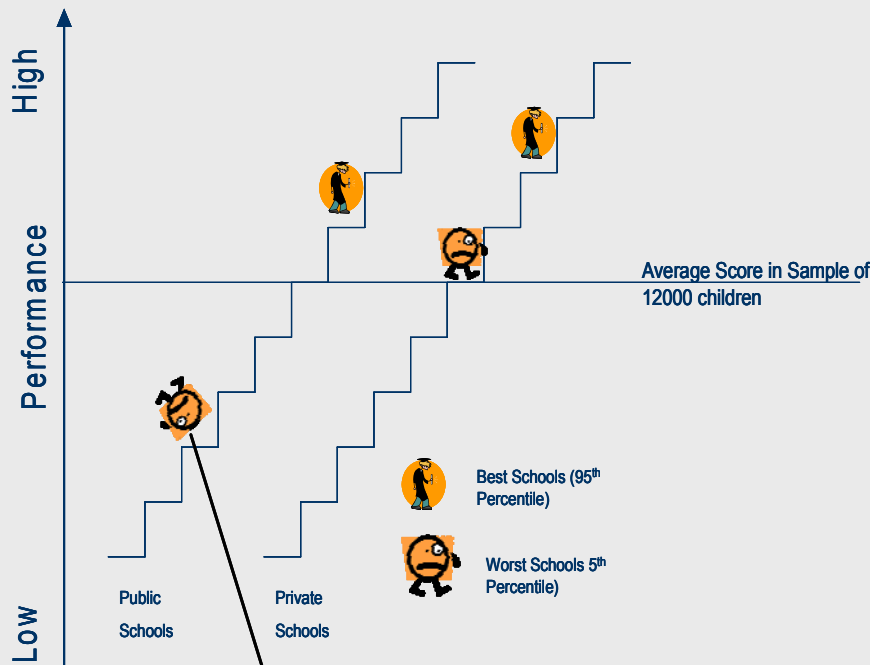 High
Performance
Low
Average Score in Sample of
12000 children
Best Schools (95th
Percentile)
Worst Schools 5th
Percentile)
Public
Schools
Private
Schools